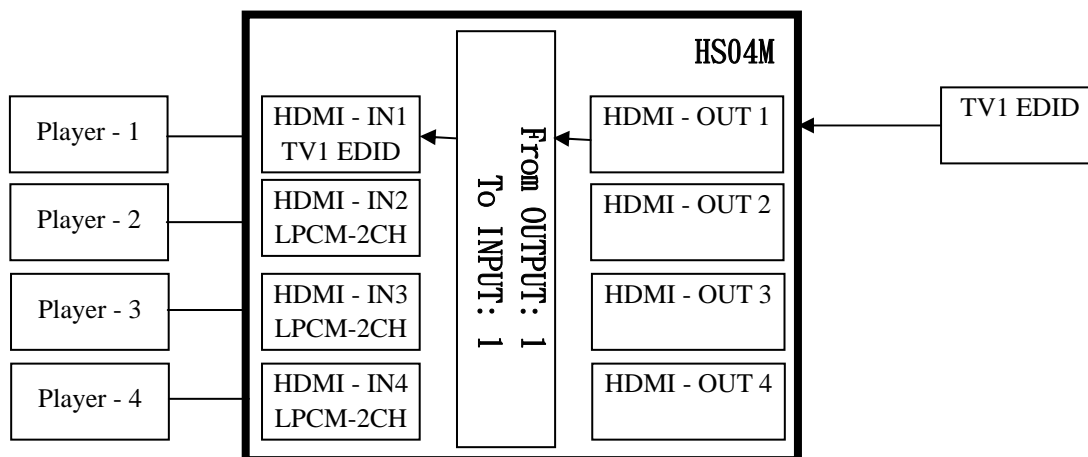 HS04M
Player - 1
HDMI - IN1
TV1 EDID
From OUTPUT: 1
To INPUT: 1
HDMI - OUT 1
TV1 EDID
Player - 2
HDMI - IN2
LPCM-2CH
HDMI - OUT 2
Player - 3
HDMI - IN3
LPCM-2CH
HDMI - OUT 3
Player - 4
HDMI - IN4
LPCM-2CH
HDMI - OUT 4